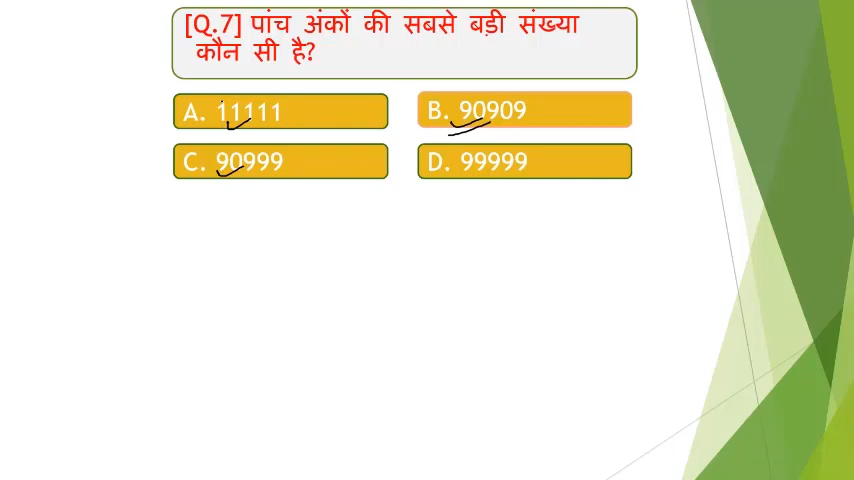 [Q.7] पांच अंकों की सबसे बड़ी संख्या
कौन सी है?
A. 11111
B. 90909
C. 90999
D. 99999